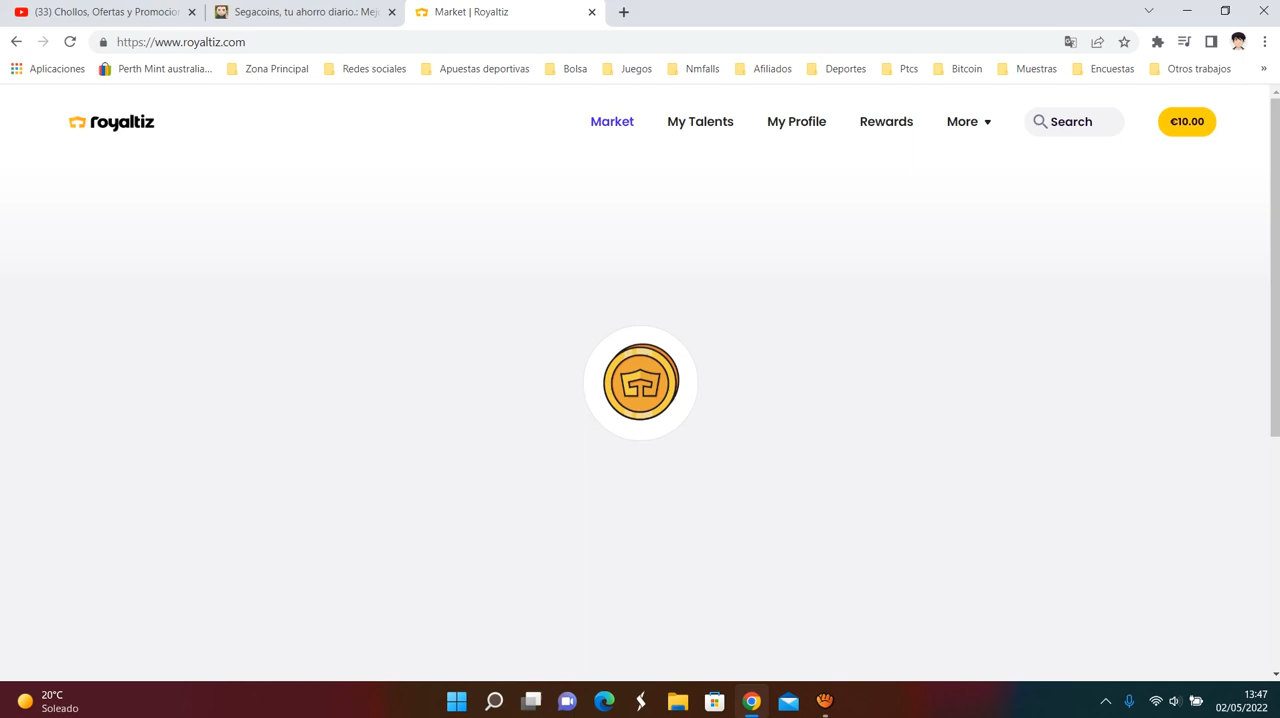 (33) Chollos, Ofertas y Promocion
Segacoins, tu ahorro diario.: Mej
Market | Royaltiz
https://www.royaltiz.com
Aplicaciones
Perth Mint australia...
Zona Principal
Redes sociales
Apuestas deportivas
Bolsa
Juegos
Nmfalls
Afiliados
Deportes
Ptcs
Bitcoin
Muestras
Encuestas
Otros trabajos
»
royaltiz
Market
My Talents
My Profile
Rewards
More
Search
€10.00
20°C
Soleado
13:47
02/05/2022